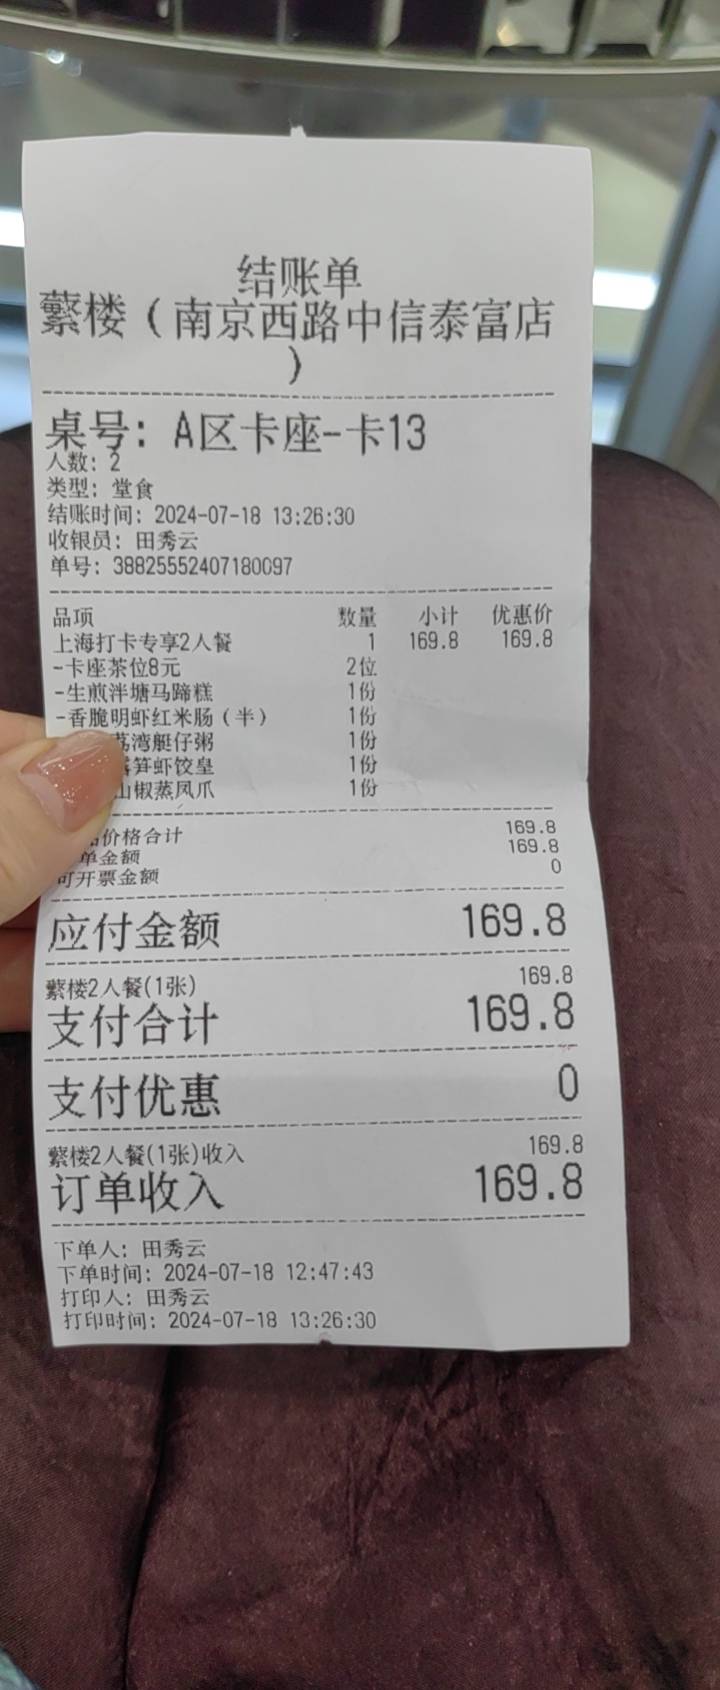 结账单
蘩楼（南京西路中信泰富店
）
桌号：A区卡座-卡13
人数：2
类型：堂食
结账时间：2024-07-18 13:26:30
收银员：田秀云
单号：38825552407180097
品项 数量 小计 优惠价
上海打卡专享2人餐 1 169.8 169.8
-卡座茶位8元 2位
-生煎泮塘马蹄糕 1份
-香脆明虾红米肠（半） 1份
荔湾艇仔粥 1份
笋虾饺皇 1份
山椒蒸凤爪 1份
价格合计 169.8
单金额 169.8
可开票金额 0
应付金额 169.8
蘩楼2人餐(1张) 169.8
支付合计 169.8
支付优惠 0
蘩楼2人餐(1张)收入 169.8
订单收入 169.8
下单人：田秀云
下单时间：2024-07-18 12:47:43
打印人：田秀云
打印时间：2024-07-18 13:26:30